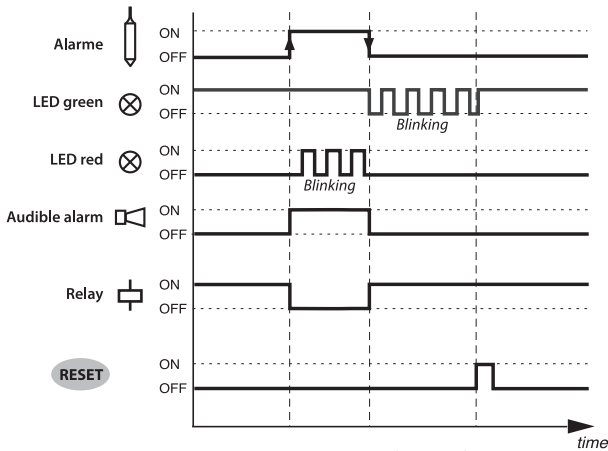 ON
Alarme
OFF
ON
LED green
OFF
Blinking
ON
LED red
OFF
Blinking
ON
Audible alarm
OFF
ON
Relay
OFF
ON
RESET
OFF
time